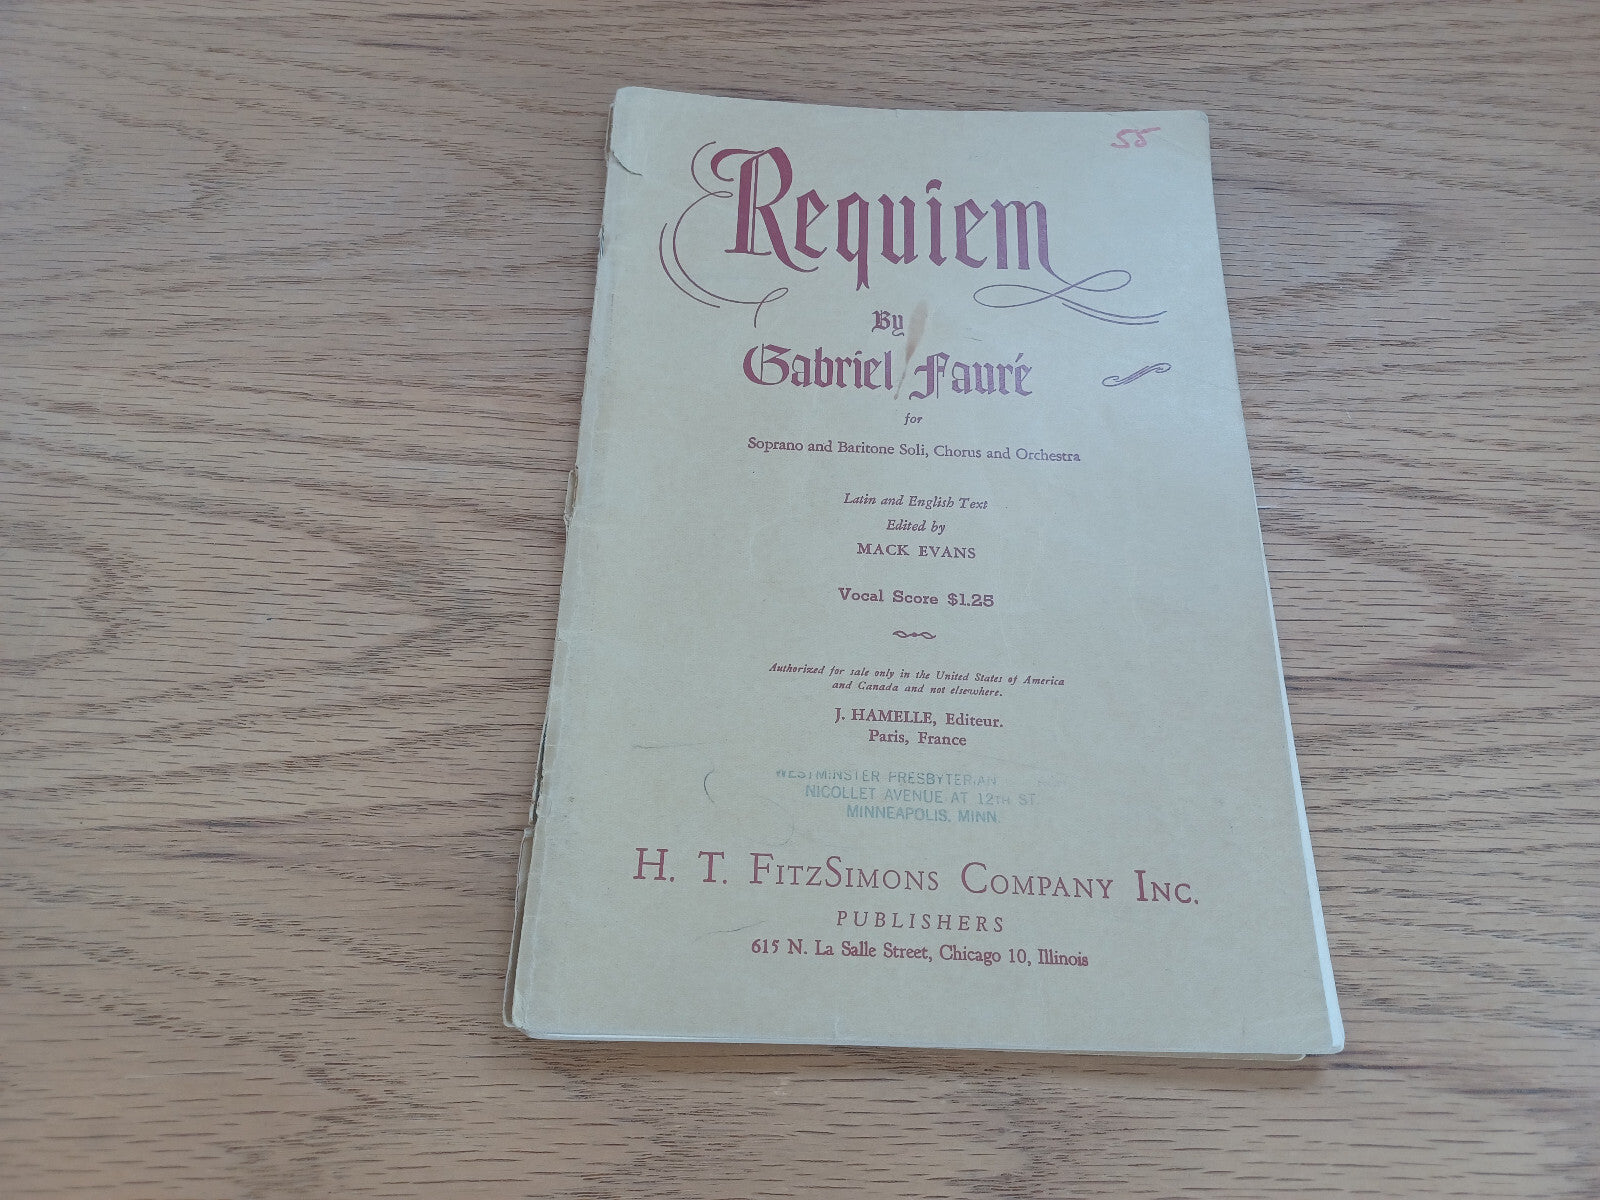 55
Requiem
By
Gabriel Fauré
for
Soprano and Baritone Soli, Chorus and Orchestra
Latin and English Text
Edited by
MACK EVANS
Vocal Score $1.25
Authorized for sale only in the United States of America
and Canada and not elsewhere.
J. HAMELLE, Editeur.
Paris, France
WESTMINSTER PRESBYTERIAN
NICOLLET AVENUE AT 12TH ST.
MINNEAPOLIS, MINN.
H. T. FITZSIMONS COMPANY INC.
PUBLISHERS
615 N. La Salle Street, Chicago 10, Illinois